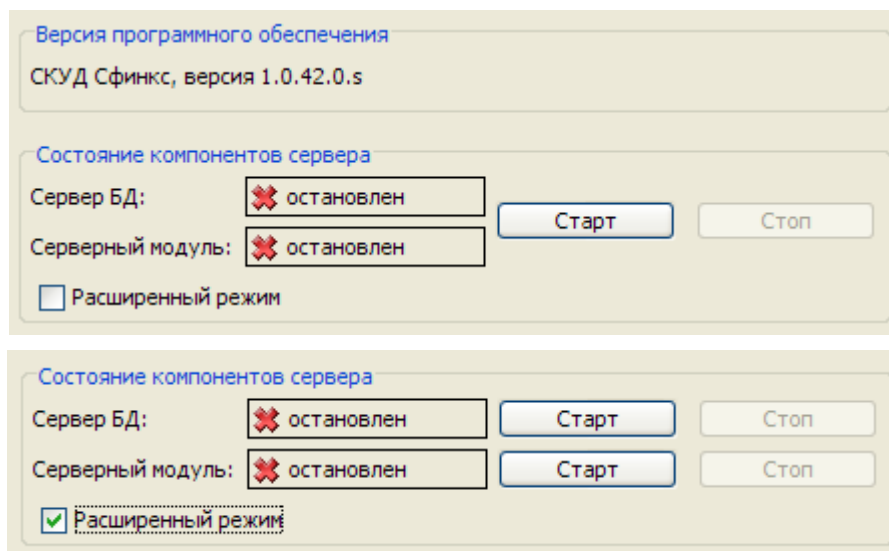 Версия программного обеспечения
СКУД Сфинкс, версия 1.0.42.0.s
Состояние компонентов сервера
Сервер БД: остановлен
Старт Стоп
Серверный модуль: остановлен
Расширенный режим
Состояние компонентов сервера
Сервер БД: остановлен Старт Стоп
Серверный модуль: остановлен Старт Стоп
Расширенный режим